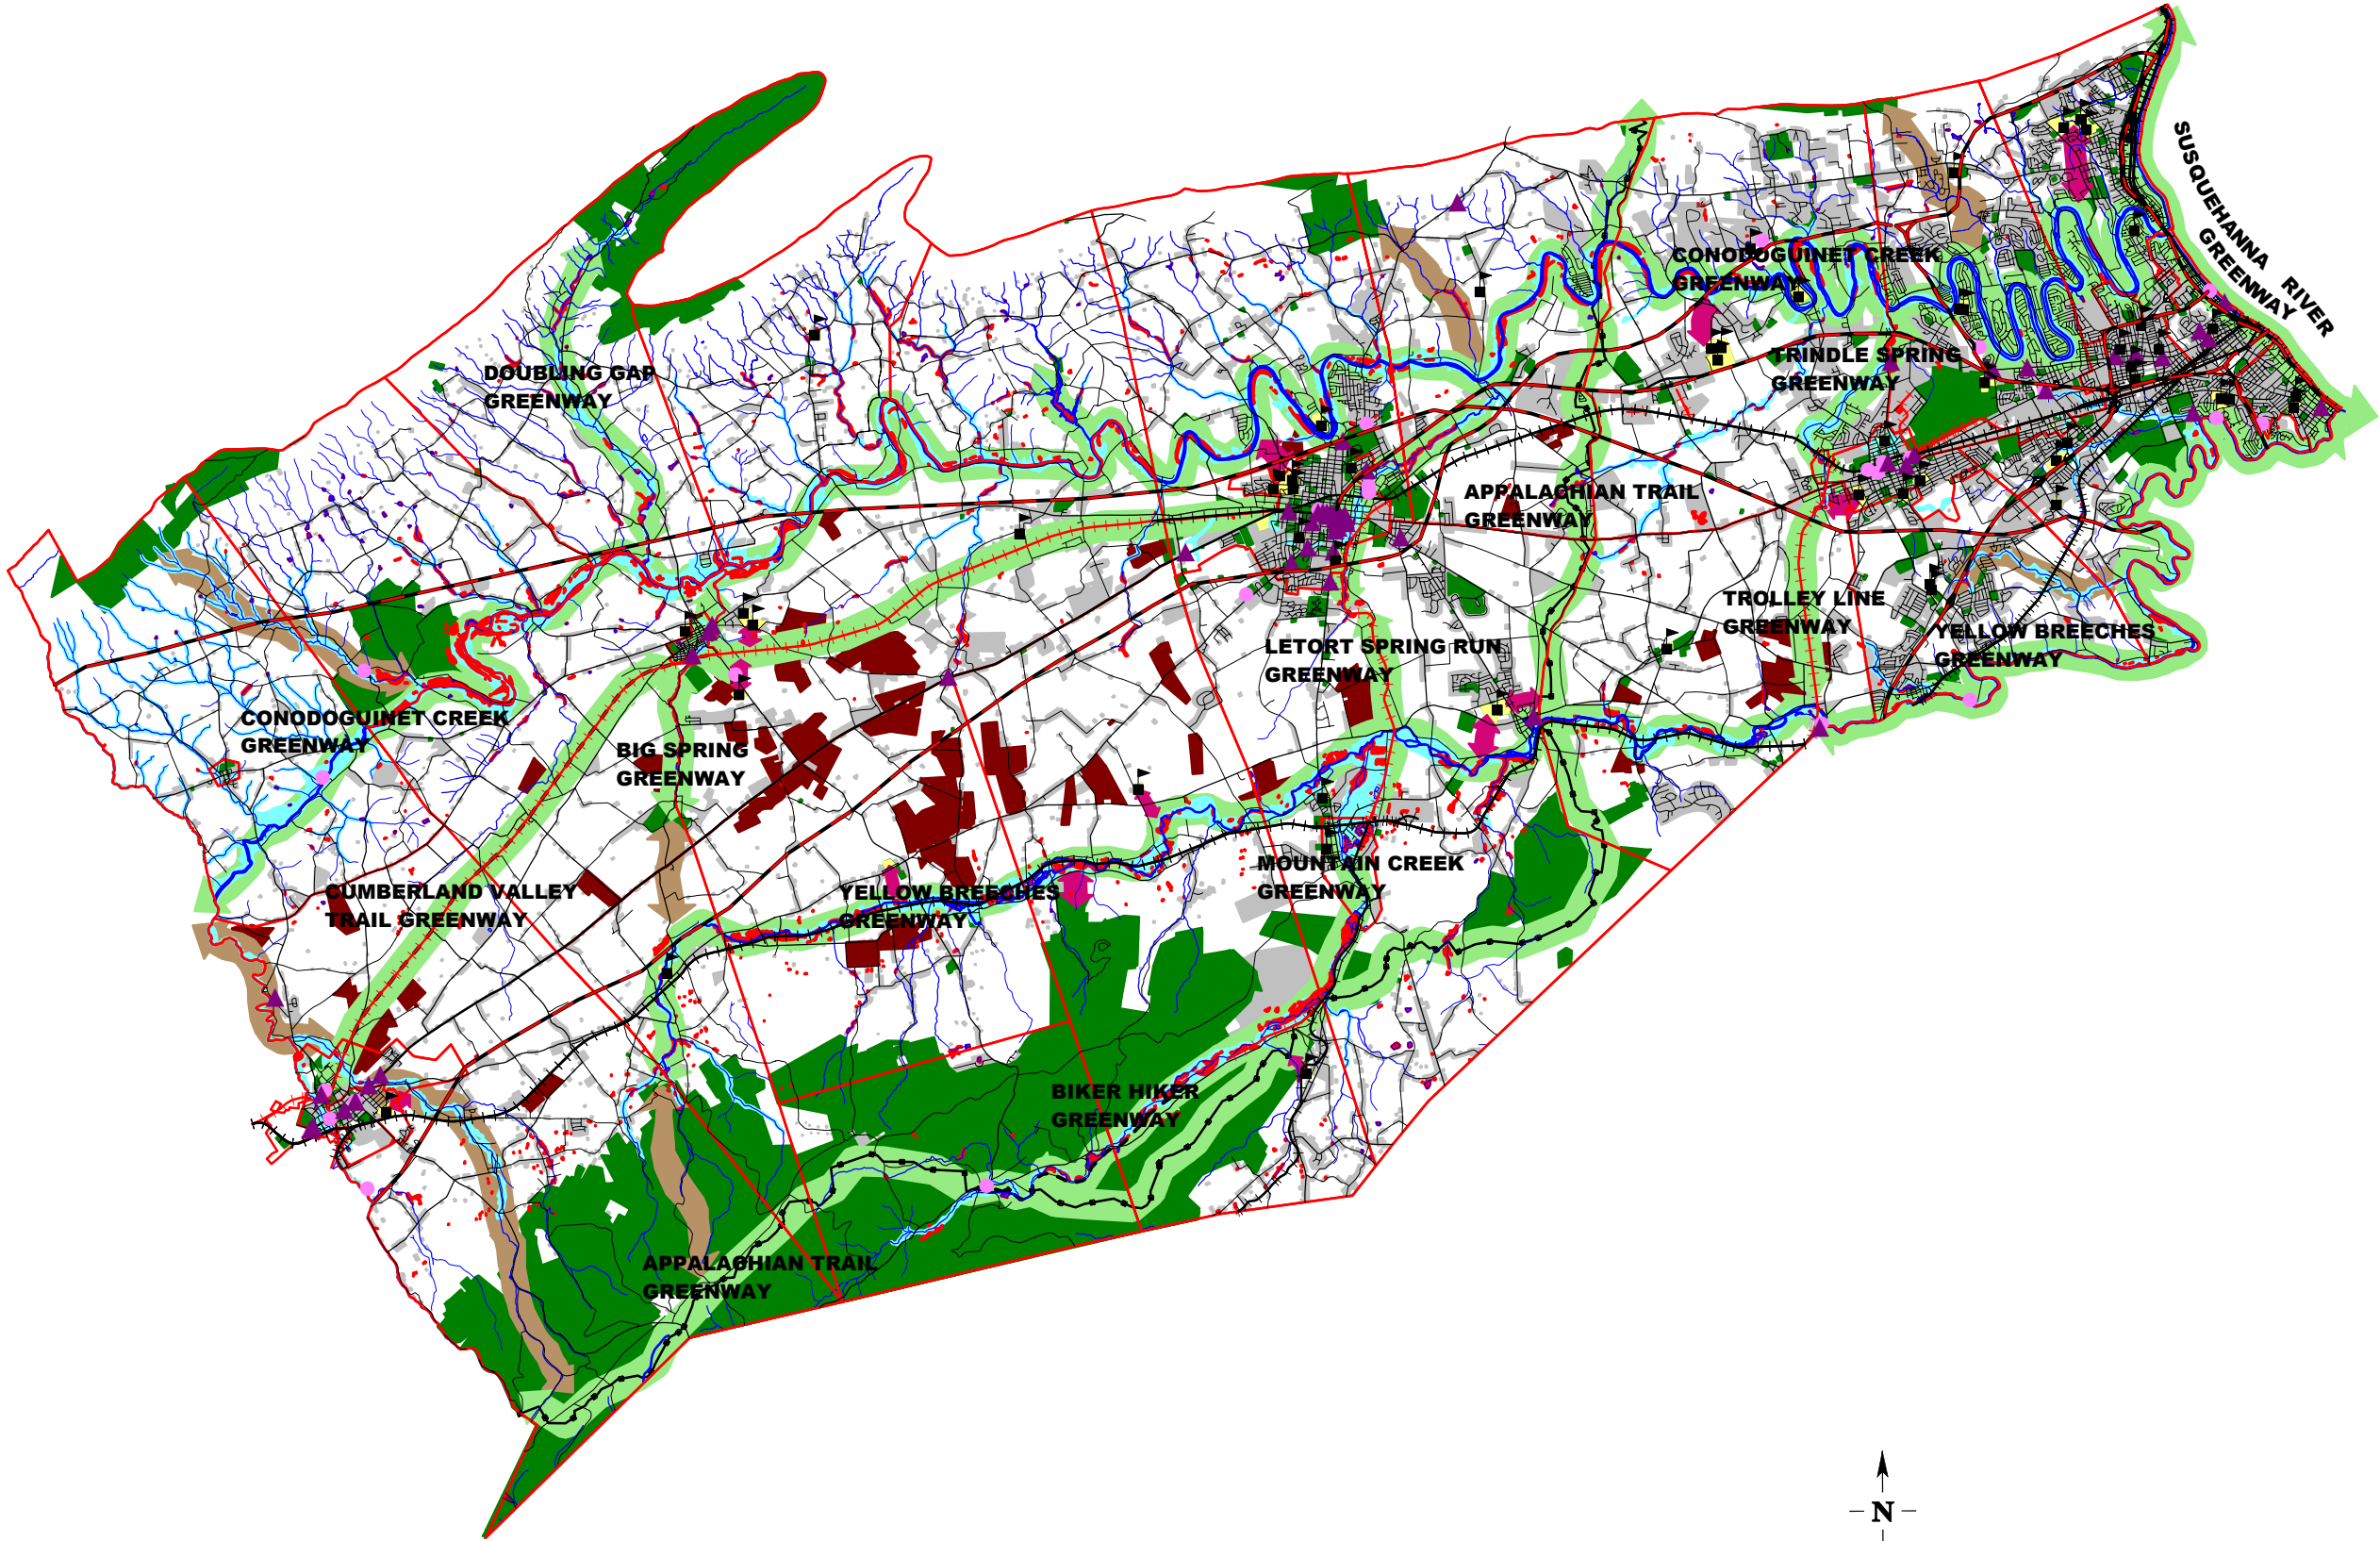 SUSQUEHANNA RIVER
GREENWAY
CONODOGUINET CREEK
GREENWAY
TRINDLE SPRING
GREENWAY
DOUBLING GAP
GREENWAY
APPALACHIAN TRAIL
GREENWAY
TROLLEY LINE
GREENWAY
YELLOW BREECHES
GREENWAY
LETORT SPRING RUN
GREENWAY
CONODOGUINET CREEK
GREENWAY
BIG SPRING
GREENWAY
MOUNTAIN CREEK
GREENWAY
CUMBERLAND VALLEY
TRAIL GREENWAY
YELLOW BREECHES
GREENWAY
BIKER HIKER
GREENWAY
APPALACHIAN TRAIL
GREENWAY
N